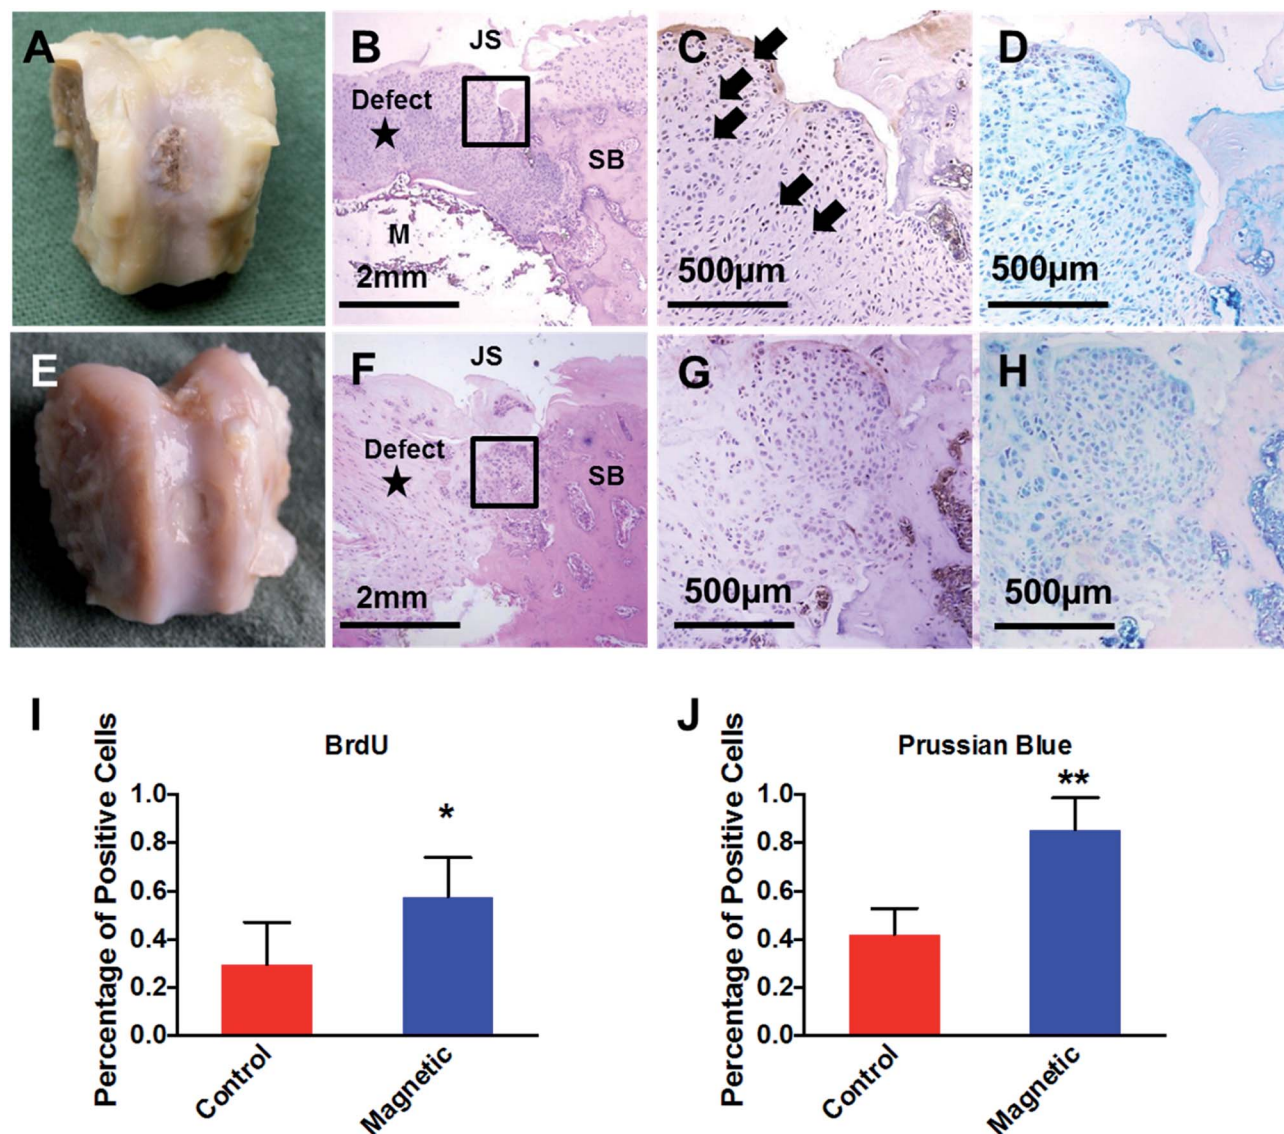 A
B
JS
Defect
SB
M
2mm
C
500µm
D
500µm
E
F
JS
Defect
SB
2mm
G
500µm
H
500µm
I
BrdU
Percentage of Positive Cells
1.0
0.8
0.6
0.4
0.2
0.0
*
Control
Magnetic
J
Prussian Blue
Percentage of Positive Cells
1.0
0.8
0.6
0.4
0.2
0.0
**
Control
Magnetic